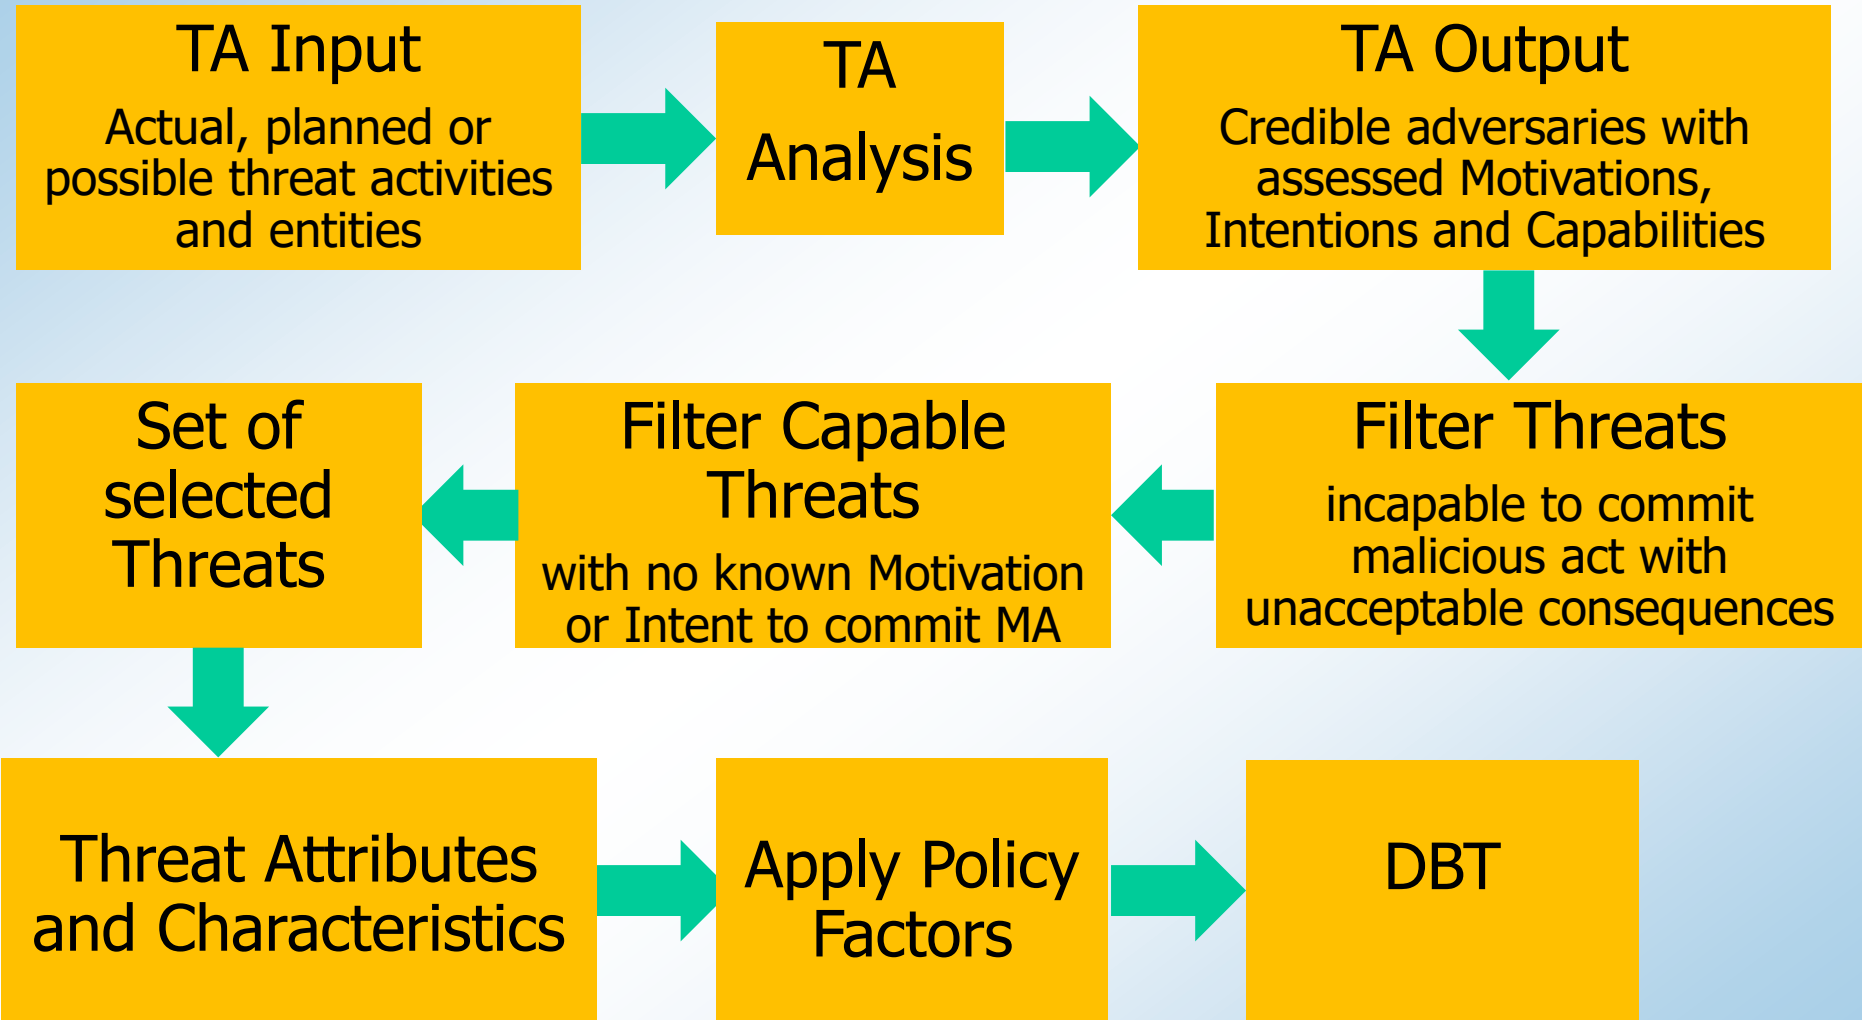 TA Input
Actual, planned or
possible threat activities
and entities
TA
Analysis
TA Output
Credible adversaries with
assessed Motivations,
Intentions and Capabilities
Filter Threats
incapable to commit
malicious act with
unacceptable consequences
Filter Capable
Threats
with no known Motivation
or Intent to commit MA
Set of
selected
Threats
Threat Attributes
and Characteristics
Apply Policy
Factors
DBT